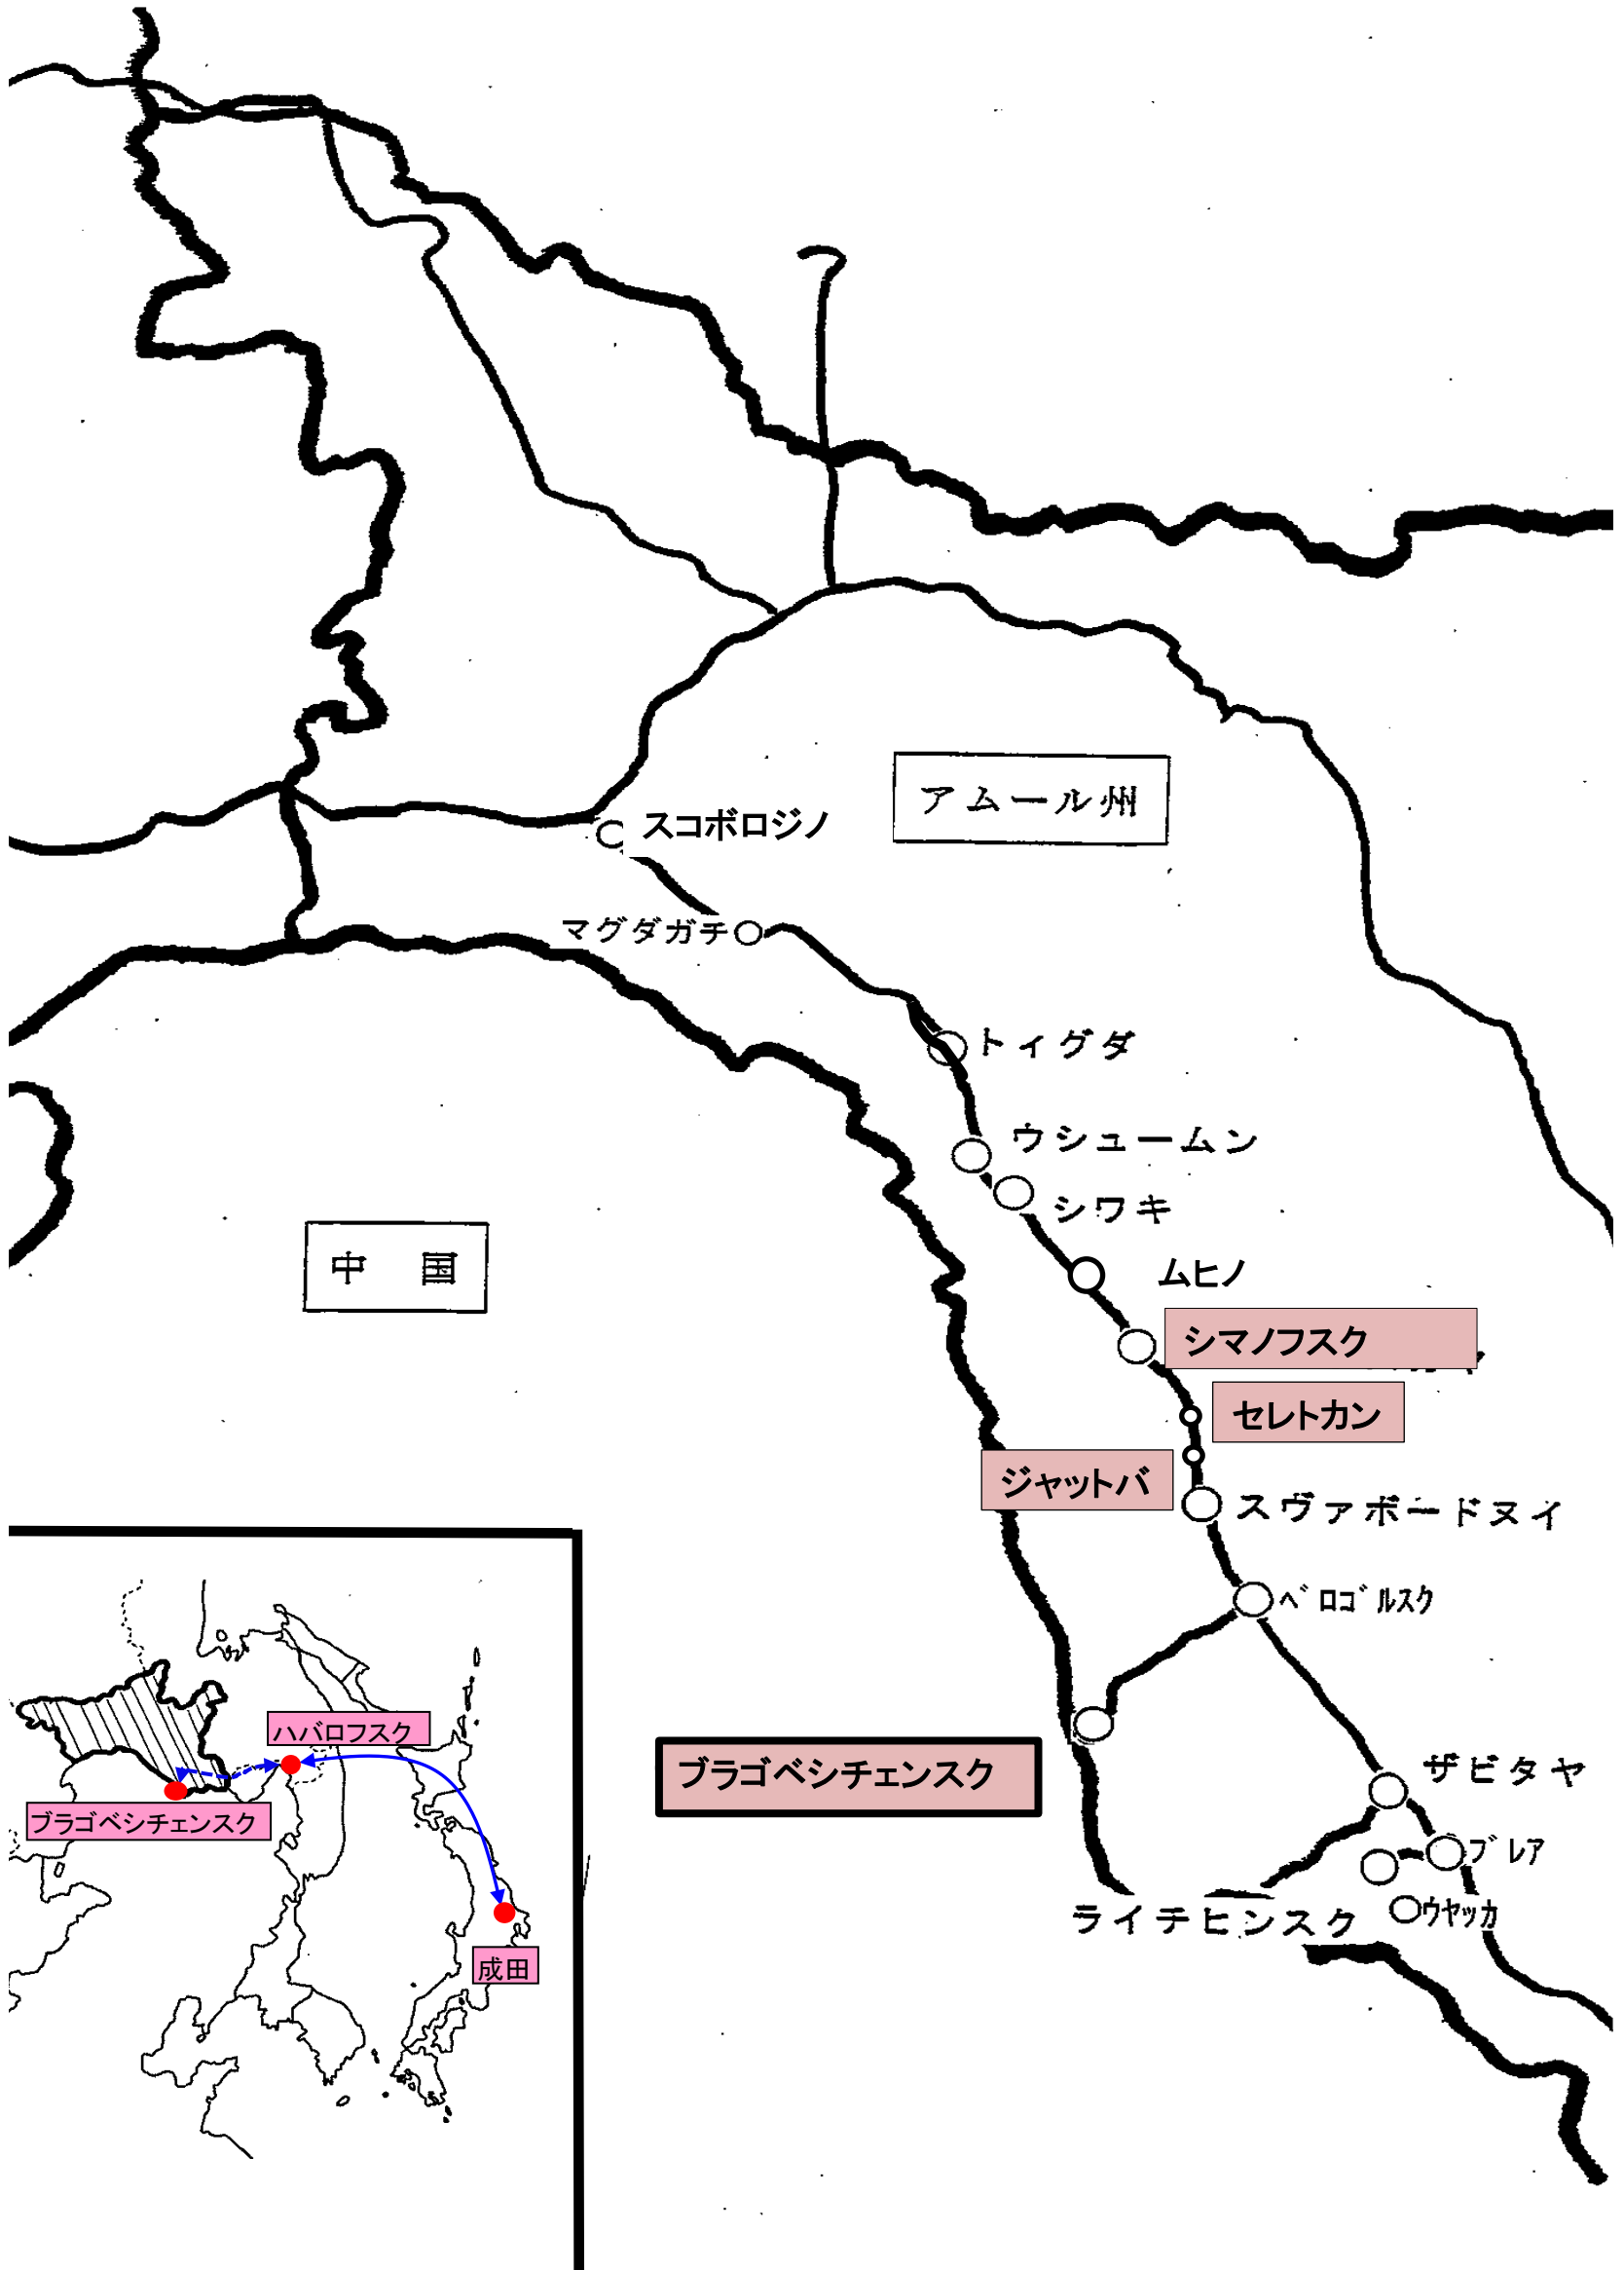 アムール州
スコボロジノ
マグダガチ
トィグダ
ウシュームン
シワキ
中 国
ムヒノ
シマノフスク
セレトカン
ジャットバ
スヴァボードヌイ
ベロゴルスク
ハバロフスク
ブラゴベシチェンスク
ザビタヤ
ブラゴベシチェンスク
ブレア
ライチヒンスク
ウヤッカ
成田